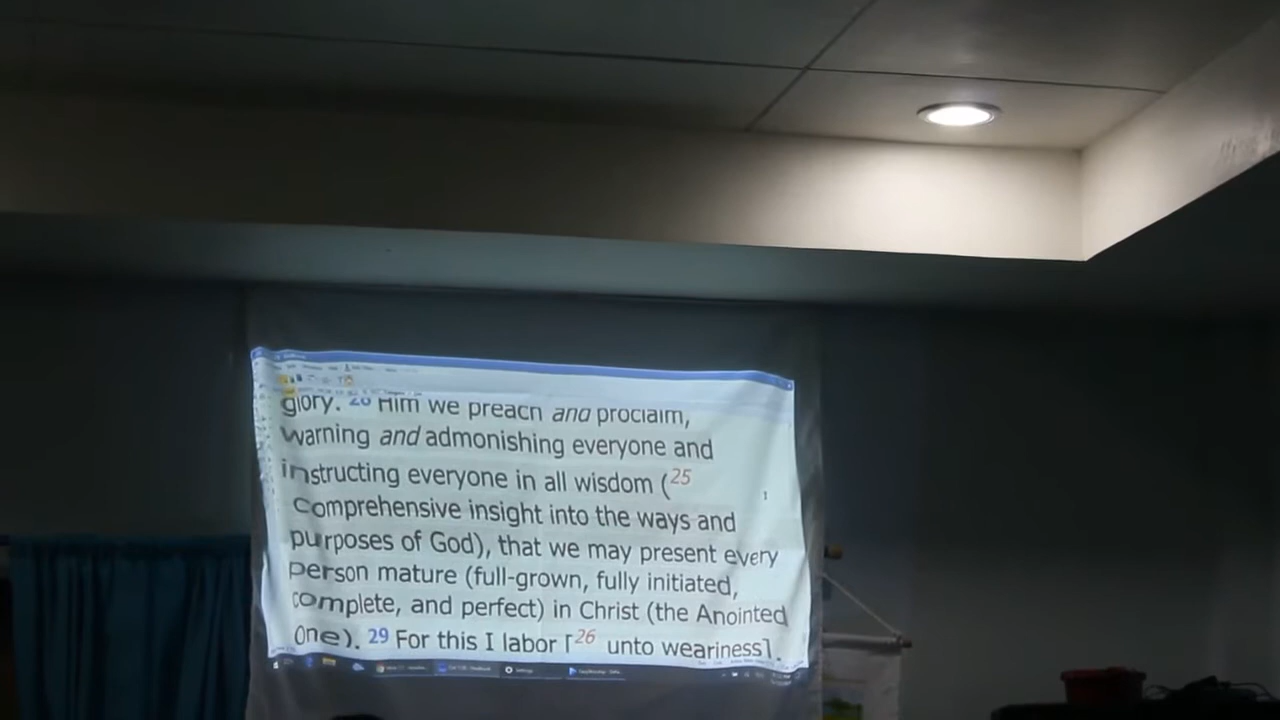 glory. 28 Him we preach and proclaim,
warning and admonishing everyone and
instructing everyone in all wisdom (25
comprehensive insight into the ways and
purposes of God), that we may present every
person mature (full-grown, fully initiated,
complete, and perfect) in Christ (the Anointed
One). 29 For this I labor [26 unto weariness].